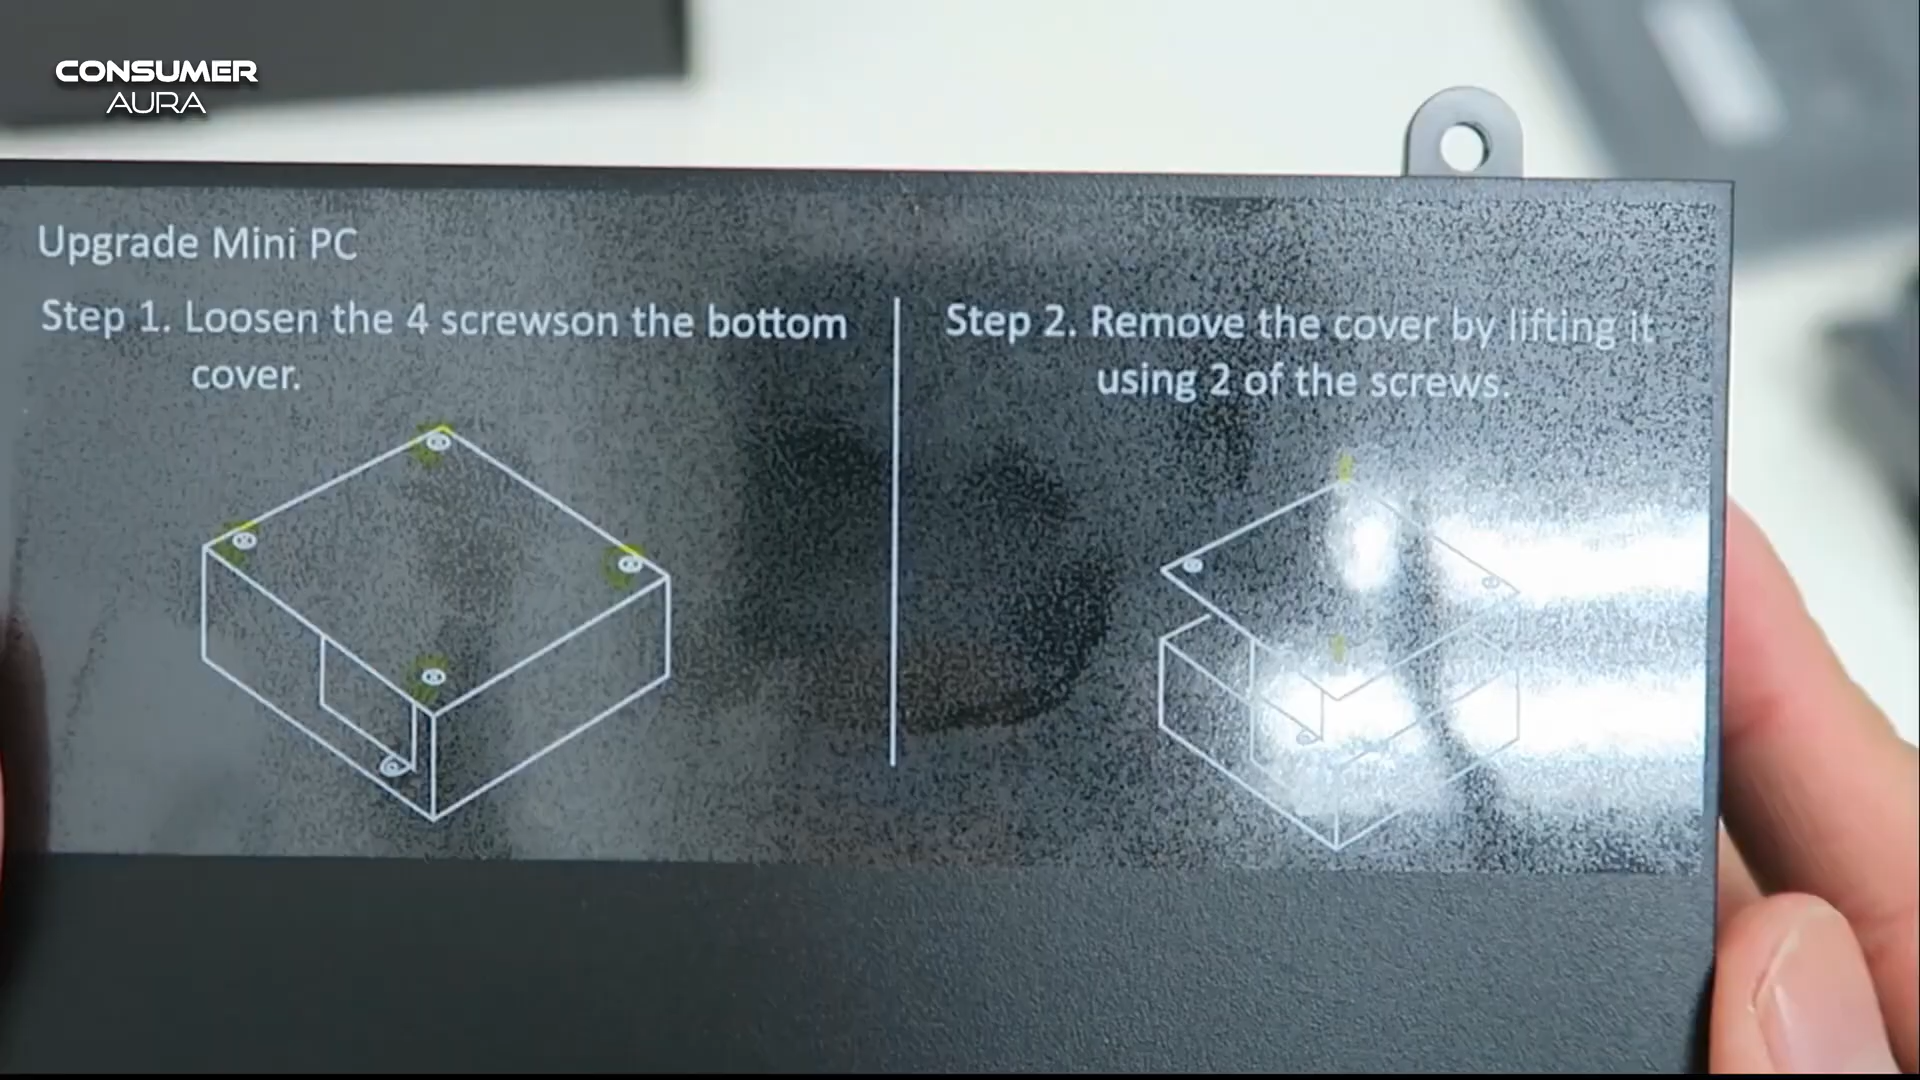 CONSUMER
AURA
Upgrade Mini PC
Step 1. Loosen the 4 screwson the bottom
cover.
Step 2. Remove the cover by lifting it
using 2 of the screws.